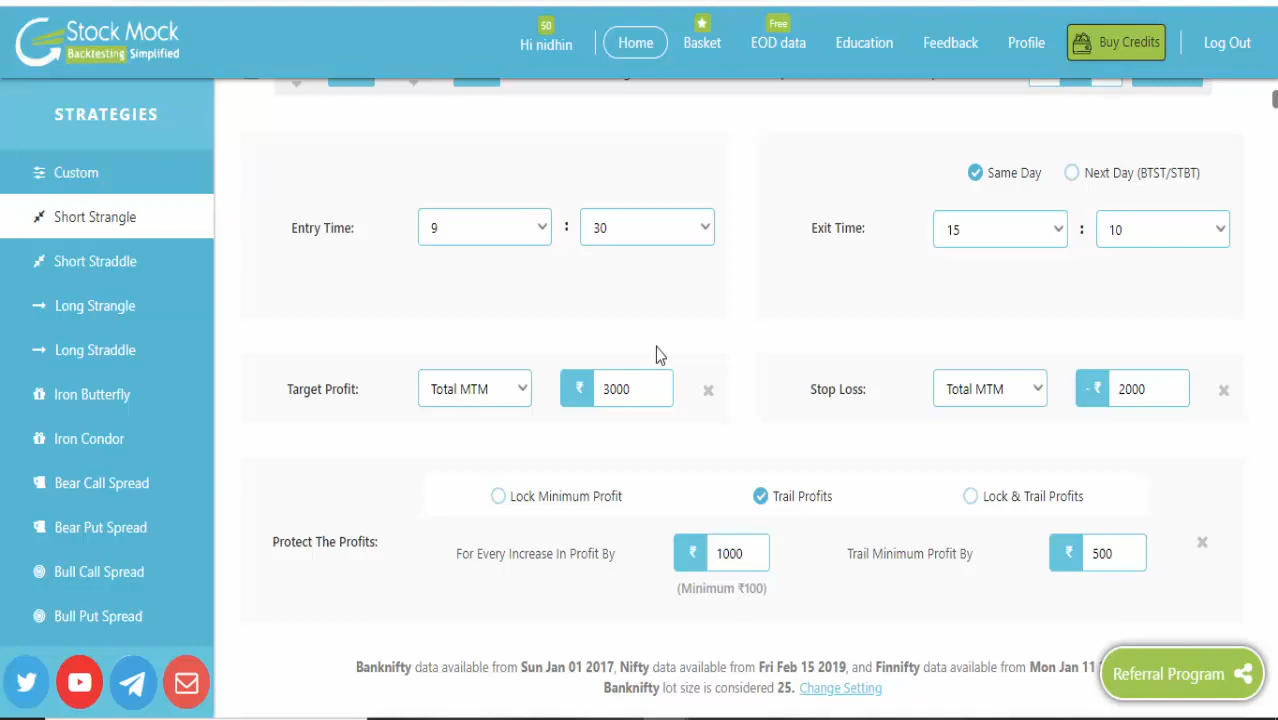 Stock Mock
Backtesting Simplified
50
Hi nidhin
Home
Basket
Free
EOD data
Education
Feedback
Profile
Buy Credits
Log Out
STRATEGIES
Custom
Short Strangle
Short Straddle
Long Strangle
Long Straddle
Iron Butterfly
Iron Condor
Bear Call Spread
Bear Put Spread
Bull Call Spread
Bull Put Spread
Same Day
Next Day (BTST/STBT)
Entry Time:
9
:
30
Exit Time:
15
:
10
Target Profit:
Total MTM
₹
3000
Stop Loss:
Total MTM
- ₹
2000
Lock Minimum Profit
Trail Profits
Lock & Trail Profits
Protect The Profits:
For Every Increase In Profit By
₹
1000
Trail Minimum Profit By
₹
500
(Minimum ₹100)
Banknifty data available from Sun Jan 01 2017, Nifty data available from Fri Feb 15 2019, and Finnifty data available from Mon Jan 11
Banknifty lot size is considered 25. Change Setting
Referral Program